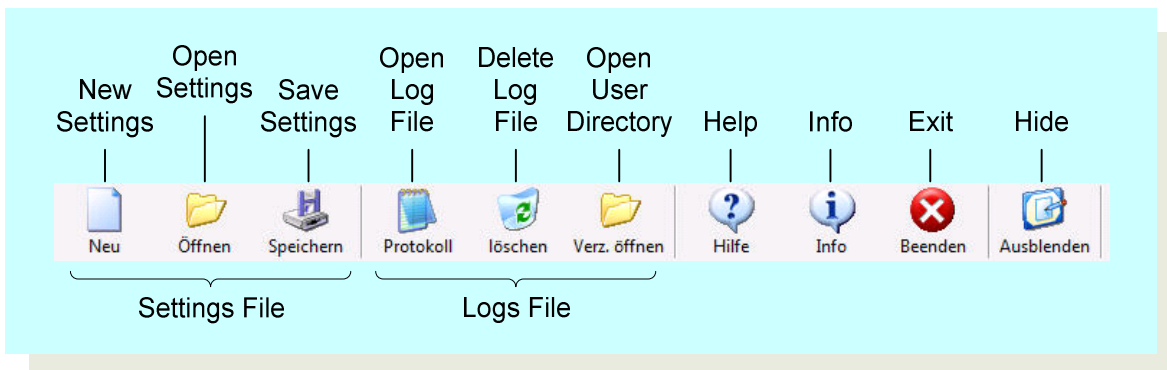 New
Settings
Open
Settings
Save
Settings
Open
Log
File
Delete
Log
File
Open
User
Directory
Help
Info
Exit
Hide
Neu
Öffnen
Speichern
Protokoll
löschen
Verz. öffnen
Hilfe
Info
Beenden
Ausblenden
Settings File
Logs File